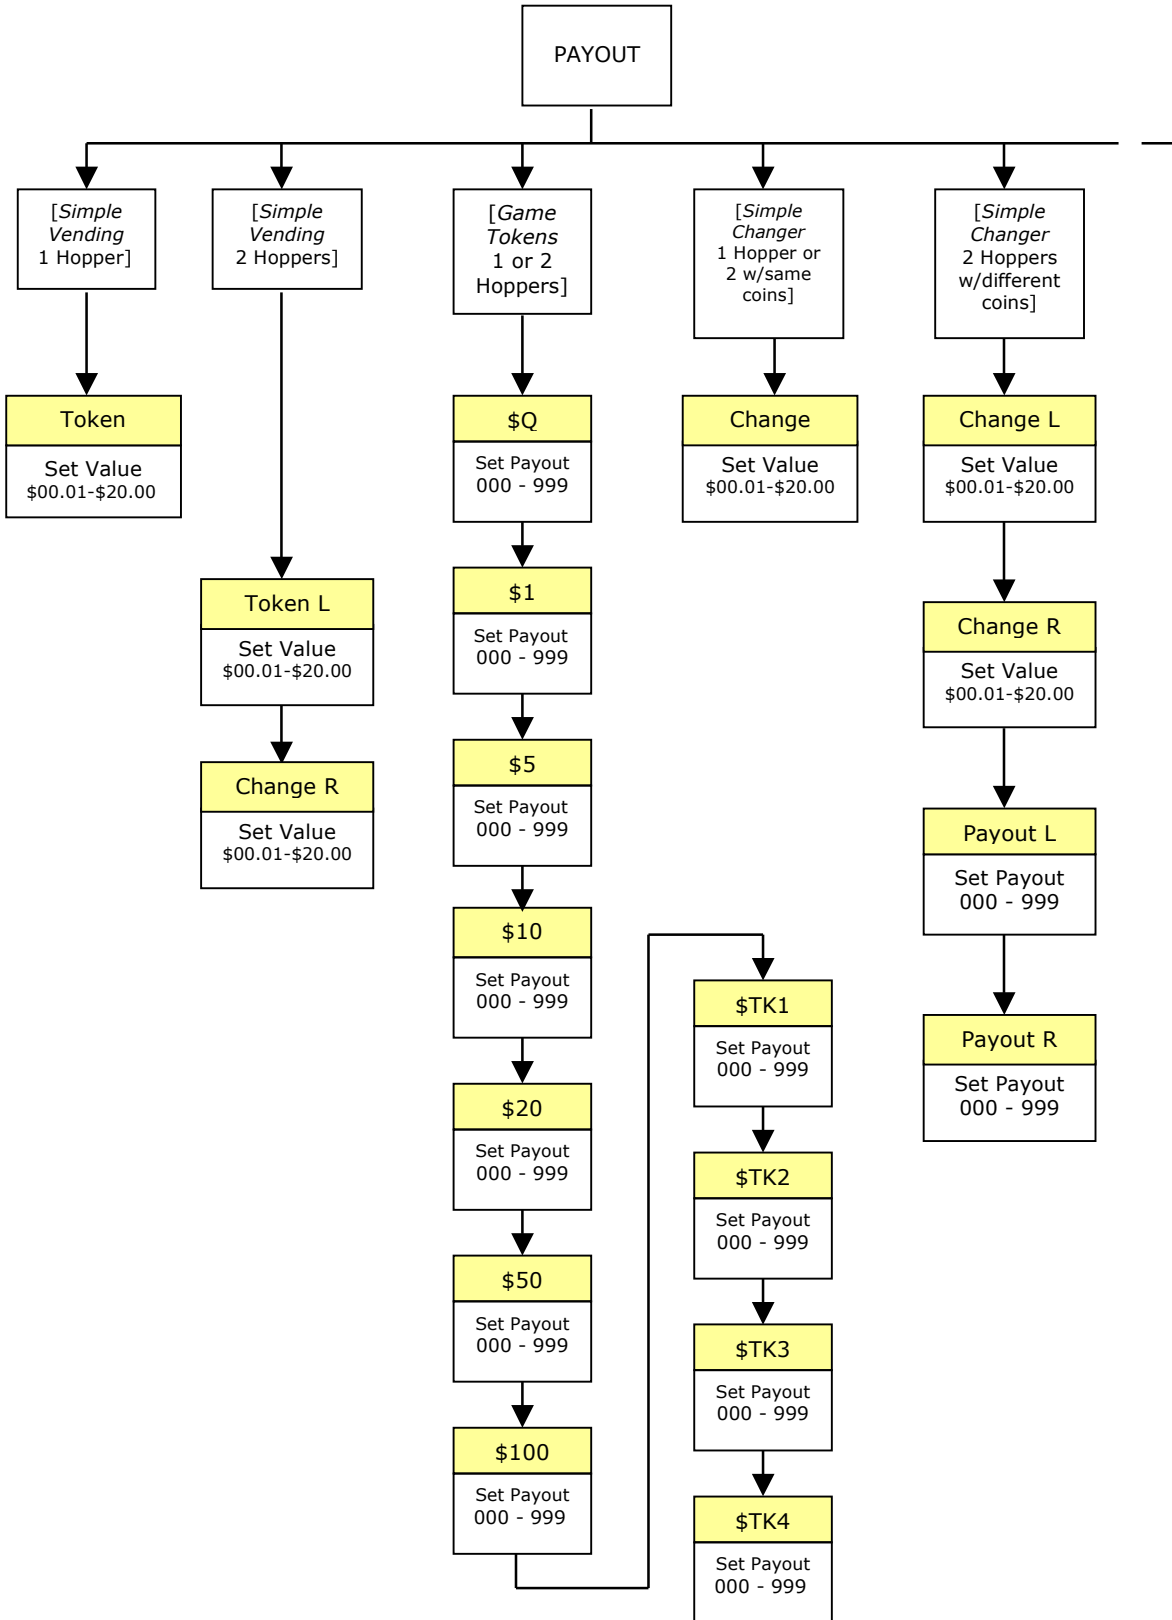 PAYOUT
[Simple
Vending
1 Hopper]
[Simple
Vending
2 Hoppers]
[Game
Tokens
1 or 2
Hoppers]
[Simple
Changer
1 Hopper or
2 w/same
coins]
[Simple
Changer
2 Hoppers
w/different
coins]
Token
Set Value
$00.01-$20.00
Token L
Set Value
$00.01-$20.00
Change R
Set Value
$00.01-$20.00
$Q
Set Payout
000 - 999
$1
Set Payout
000 - 999
$5
Set Payout
000 - 999
$10
Set Payout
000 - 999
$20
Set Payout
000 - 999
$50
Set Payout
000 - 999
$100
Set Payout
000 - 999
$TK1
Set Payout
000 - 999
$TK2
Set Payout
000 - 999
$TK3
Set Payout
000 - 999
$TK4
Set Payout
000 - 999
Change
Set Value
$00.01-$20.00
Change L
Set Value
$00.01-$20.00
Change R
Set Value
$00.01-$20.00
Payout L
Set Payout
000 - 999
Payout R
Set Payout
000 - 999